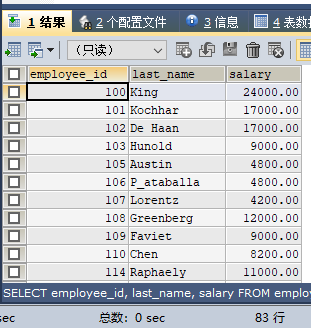 1 结果 2 个配置文件 3 信息 4 表数据
（只读）
employee_id last_name salary
100 King 24000.00
101 Kochhar 17000.00
102 De Haan 17000.00
103 Hunold 9000.00
105 Austin 4800.00
106 P_ataballa 4800.00
107 Lorentz 4200.00
108 Greenberg 12000.00
109 Faviet 9000.00
110 Chen 8200.00
114 Raphaely 11000.00
SELECT employee_id, last_name, salary FROM employ
sec 总数: 0 sec 83 行